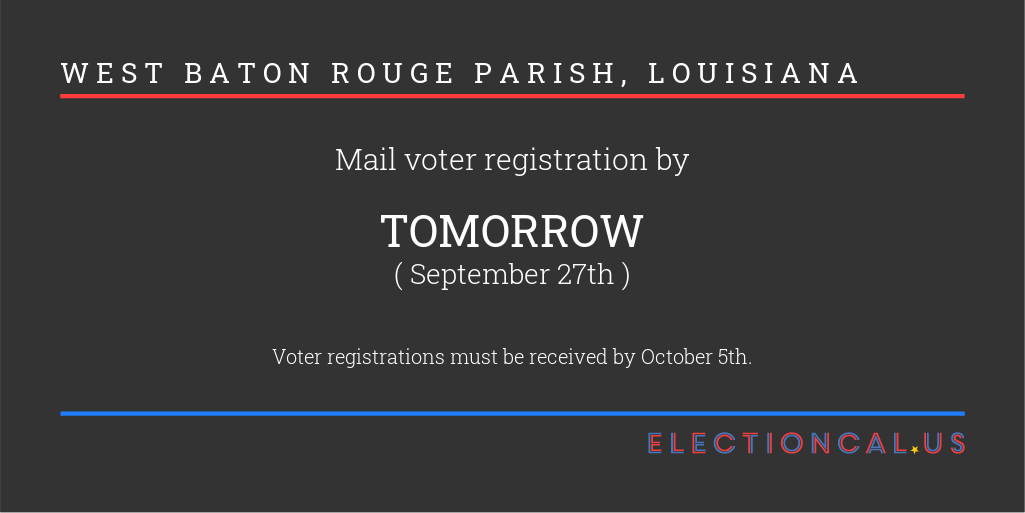 WEST BATON ROUGE PARISH, LOUISIANA
Mail voter registration by
TOMORROW
( September 27th )
Voter registrations must be received by October 5th.
ELECTIONCAL.US